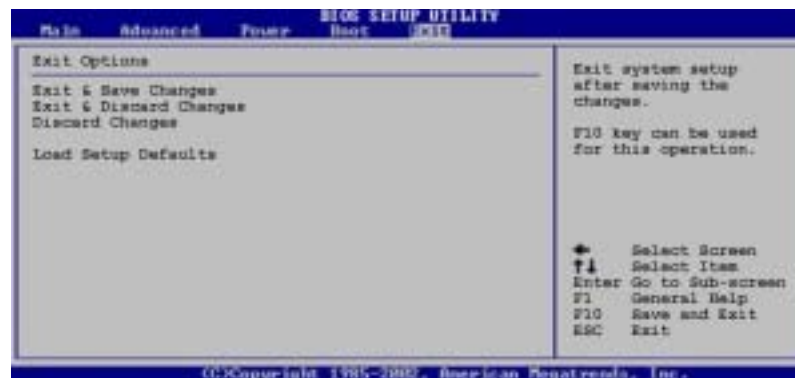 BIOS SETUP UTILITY
Main Advanced Power Boot Exit
Exit Options
Exit & Save Changes
Exit & Discard Changes
Discard Changes
Load Setup Defaults
Exit system setup
after saving the
changes.
F10 key can be used
for this operation.
Select Screen
↑↓ Select Item
Enter Go to Sub-screen
F1 General Help
F10 Save and Exit
ESC Exit
(C)Copyright 1985-2002, American Megatrends, Inc.